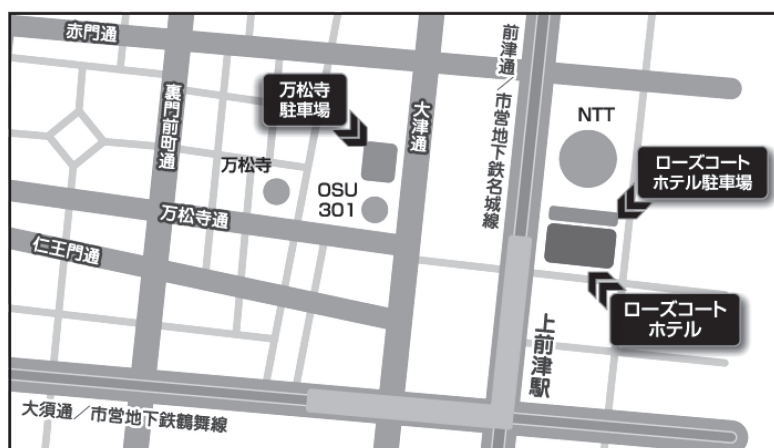 赤門通
裏門前町通
万松寺
駐車場
大津通
前津通／市営地下鉄名城線
NTT
ローズコート
ホテル駐車場
万松寺
OSU
301
万松寺通
仁王門通
ローズコート
ホテル
上前津駅
大須通／市営地下鉄鶴舞線